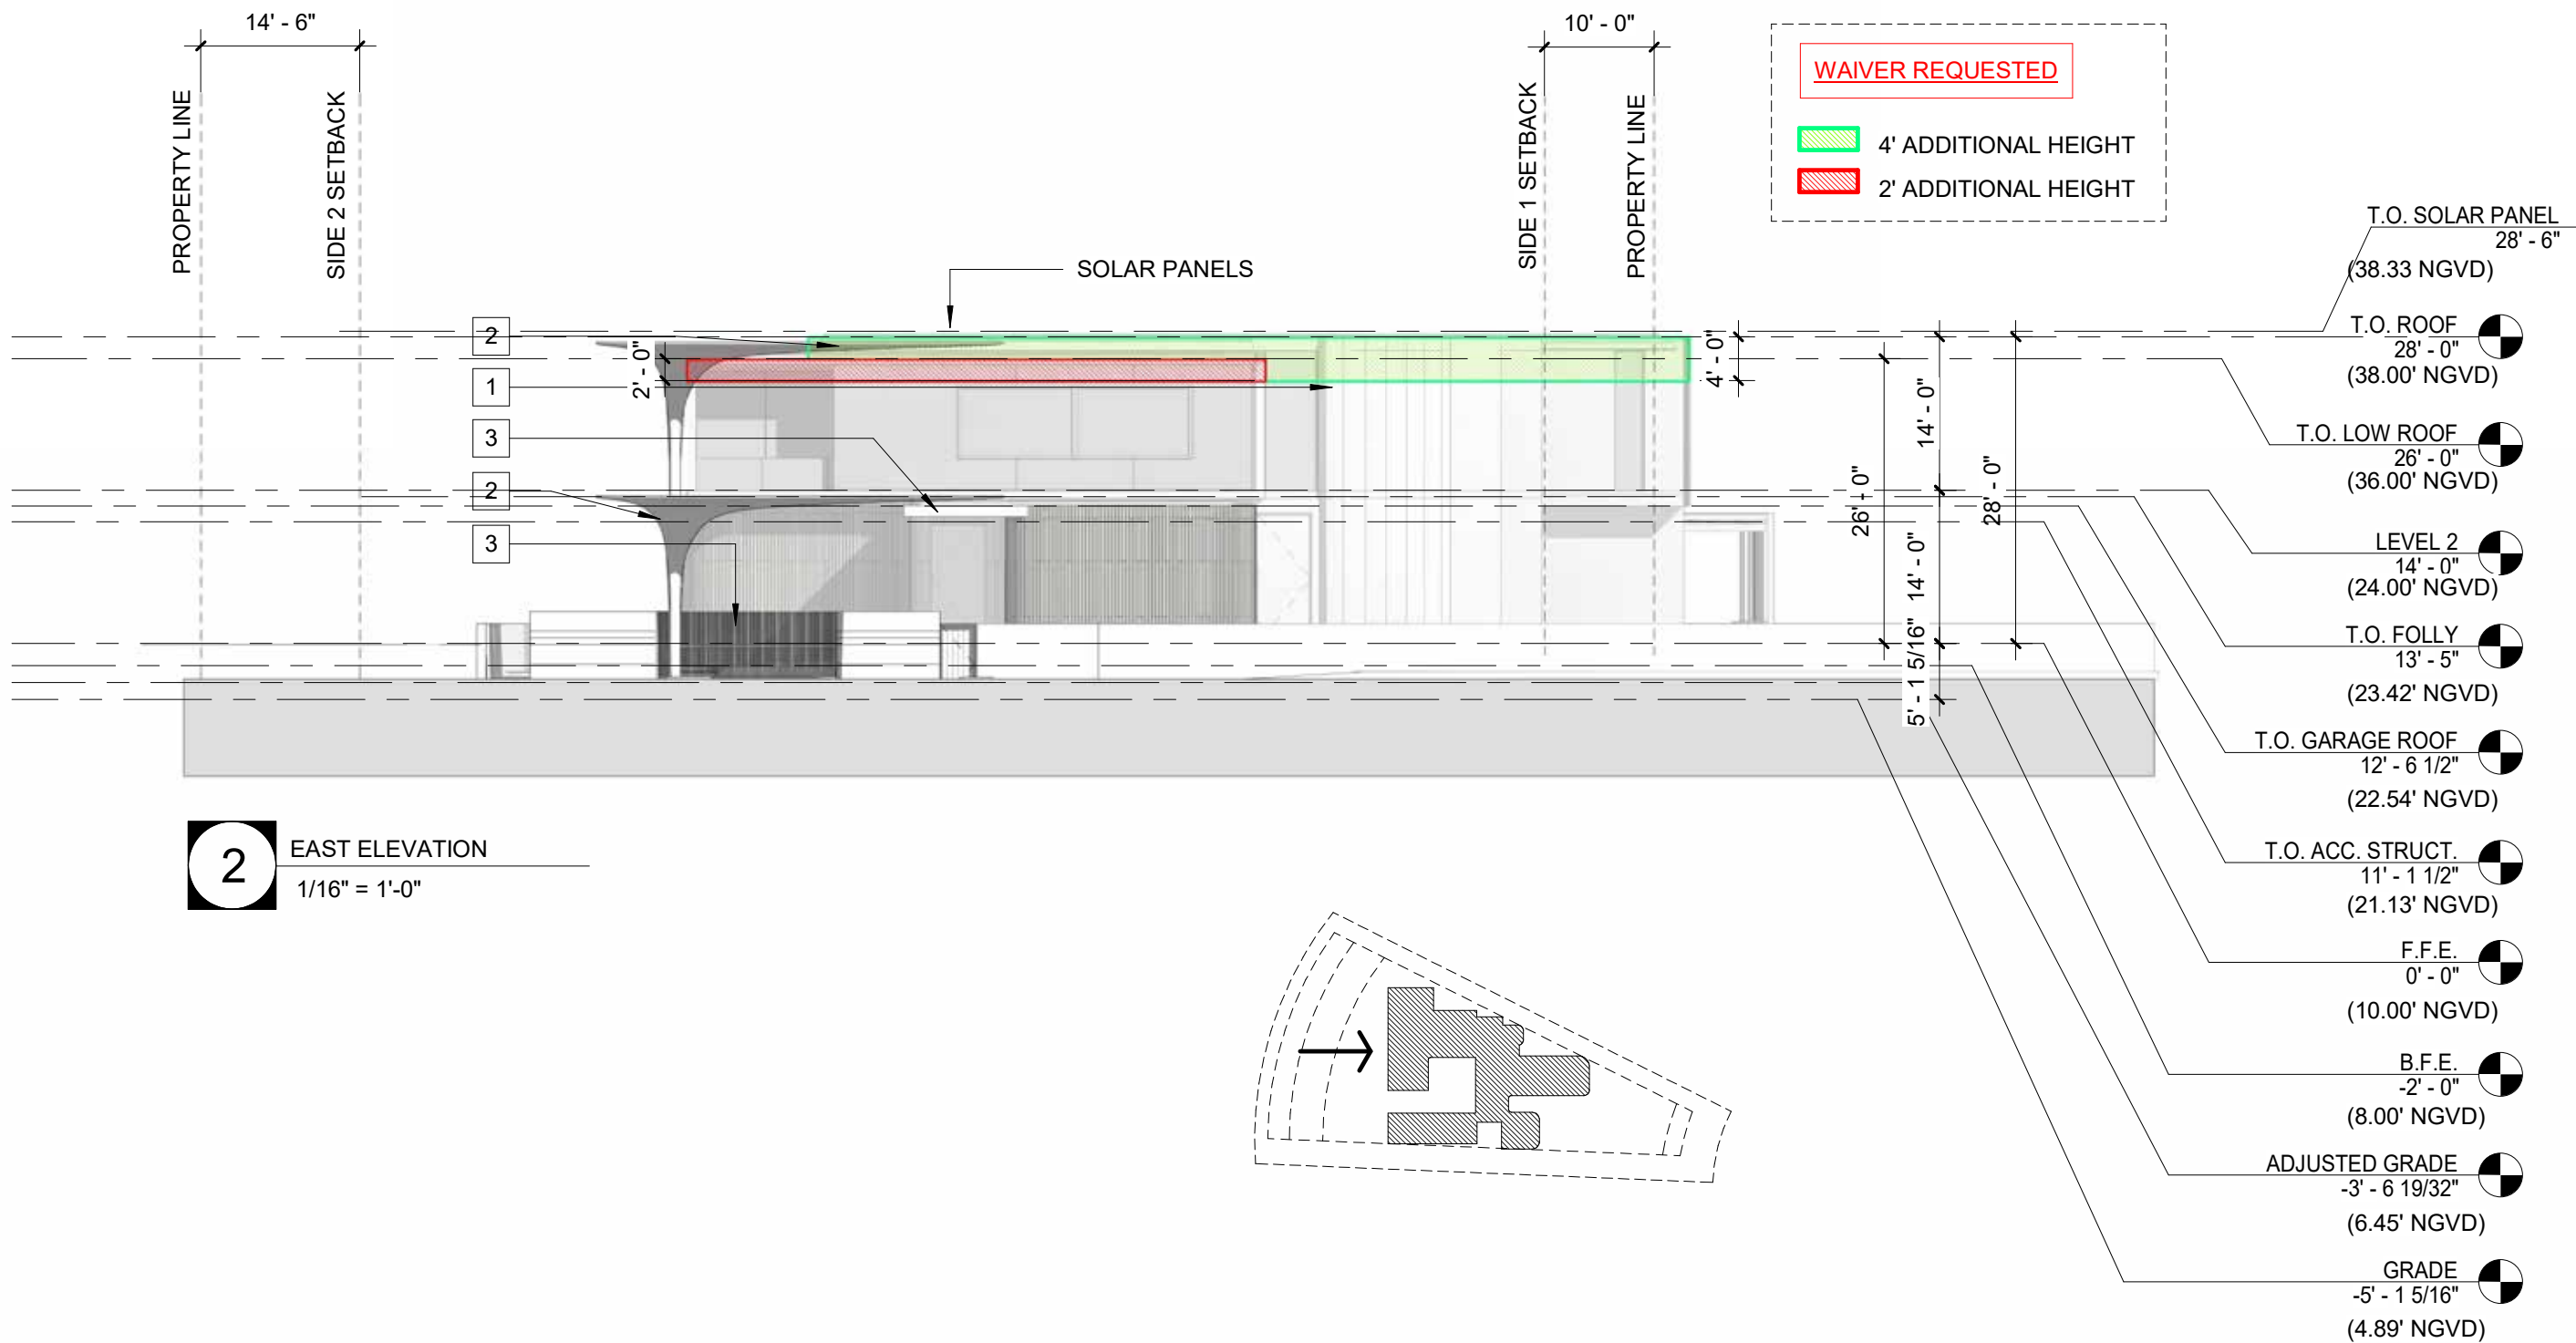 14' - 6"
10' - 0"
PROPERTY LINE
SIDE 2 SETBACK
SIDE 1 SETBACK
PROPERTY LINE
WAIVER REQUESTED
4' ADDITIONAL HEIGHT
2' ADDITIONAL HEIGHT
SOLAR PANELS
2
1
3
2
3
2' - 0"
4' - 0"
26' - 0"
14' - 0"
28' - 0"
14' - 0"
5' - 1 5/16"
T.O. SOLAR PANEL
28' - 6"
(38.33 NGVD)
T.O. ROOF
28' - 0"
(38.00' NGVD)
T.O. LOW ROOF
26' - 0"
(36.00' NGVD)
LEVEL 2
14' - 0"
(24.00' NGVD)
T.O. FOLLY
13' - 5"
(23.42' NGVD)
T.O. GARAGE ROOF
12' - 6 1/2"
(22.54' NGVD)
T.O. ACC. STRUCT.
11' - 1 1/2"
(21.13' NGVD)
F.F.E.
0' - 0"
(10.00' NGVD)
B.F.E.
-2' - 0"
(8.00' NGVD)
ADJUSTED GRADE
-3' - 6 19/32"
(6.45' NGVD)
GRADE
-5' - 1 5/16"
(4.89' NGVD)
2
EAST ELEVATION
1/16" = 1'-0"